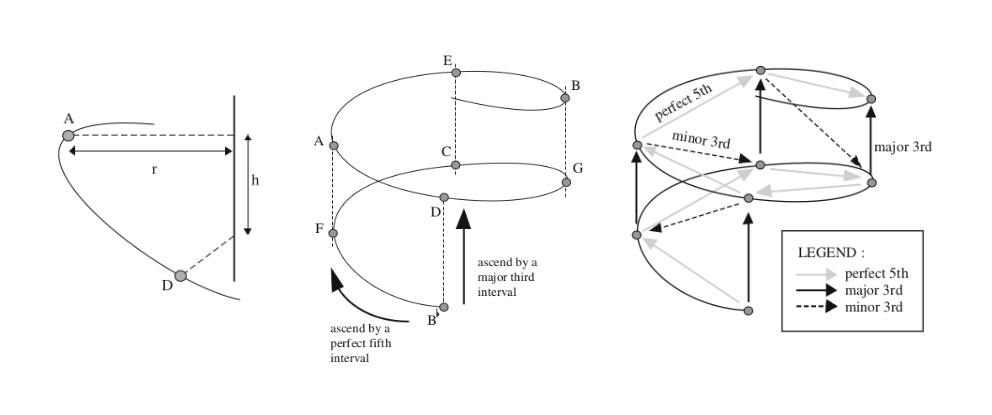 A
r
h
D
E
B
A
C
G
D
F
B'
ascend by a
major third
interval
ascend by a
perfect fifth
interval
perfect 5th
minor 3rd
major 3rd
LEGEND :
perfect 5th
major 3rd
minor 3rd